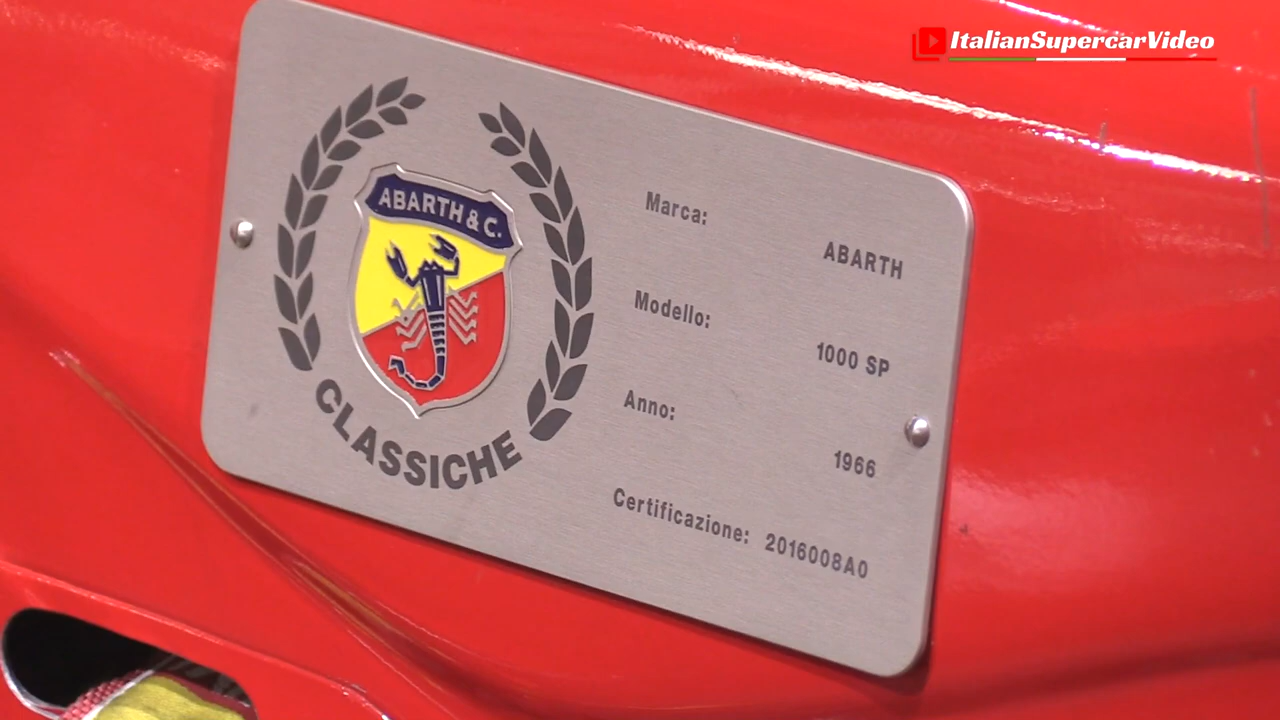 ItalianSupercarVideo
ABARTH & C.
CLASSICHE
Marca:
ABARTH
Modello:
1000 SP
Anno:
1966
Certificazione: 2016008A0